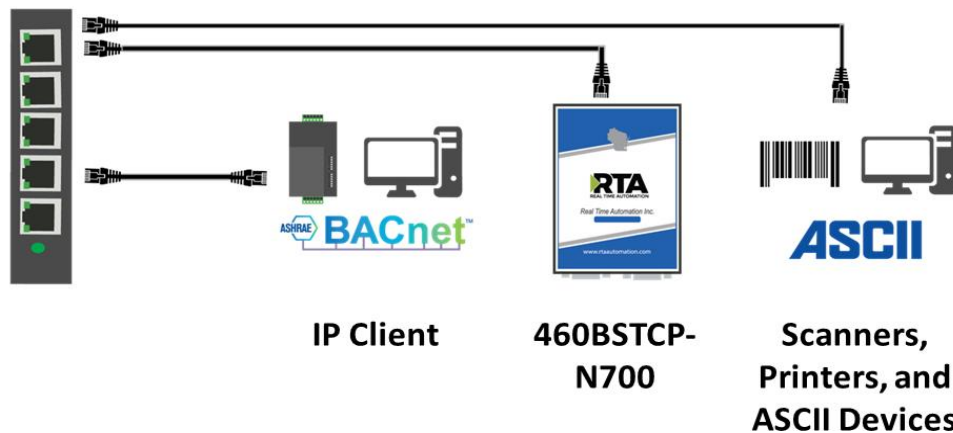 ASHRAE BACnet™
RTA
REAL TIME AUTOMATION
Real Time Automation Inc.
www.rtaautomation.com
ASCII
IP Client
460BSTCP-
N700
Scanners,
Printers, and
ASCII Devices